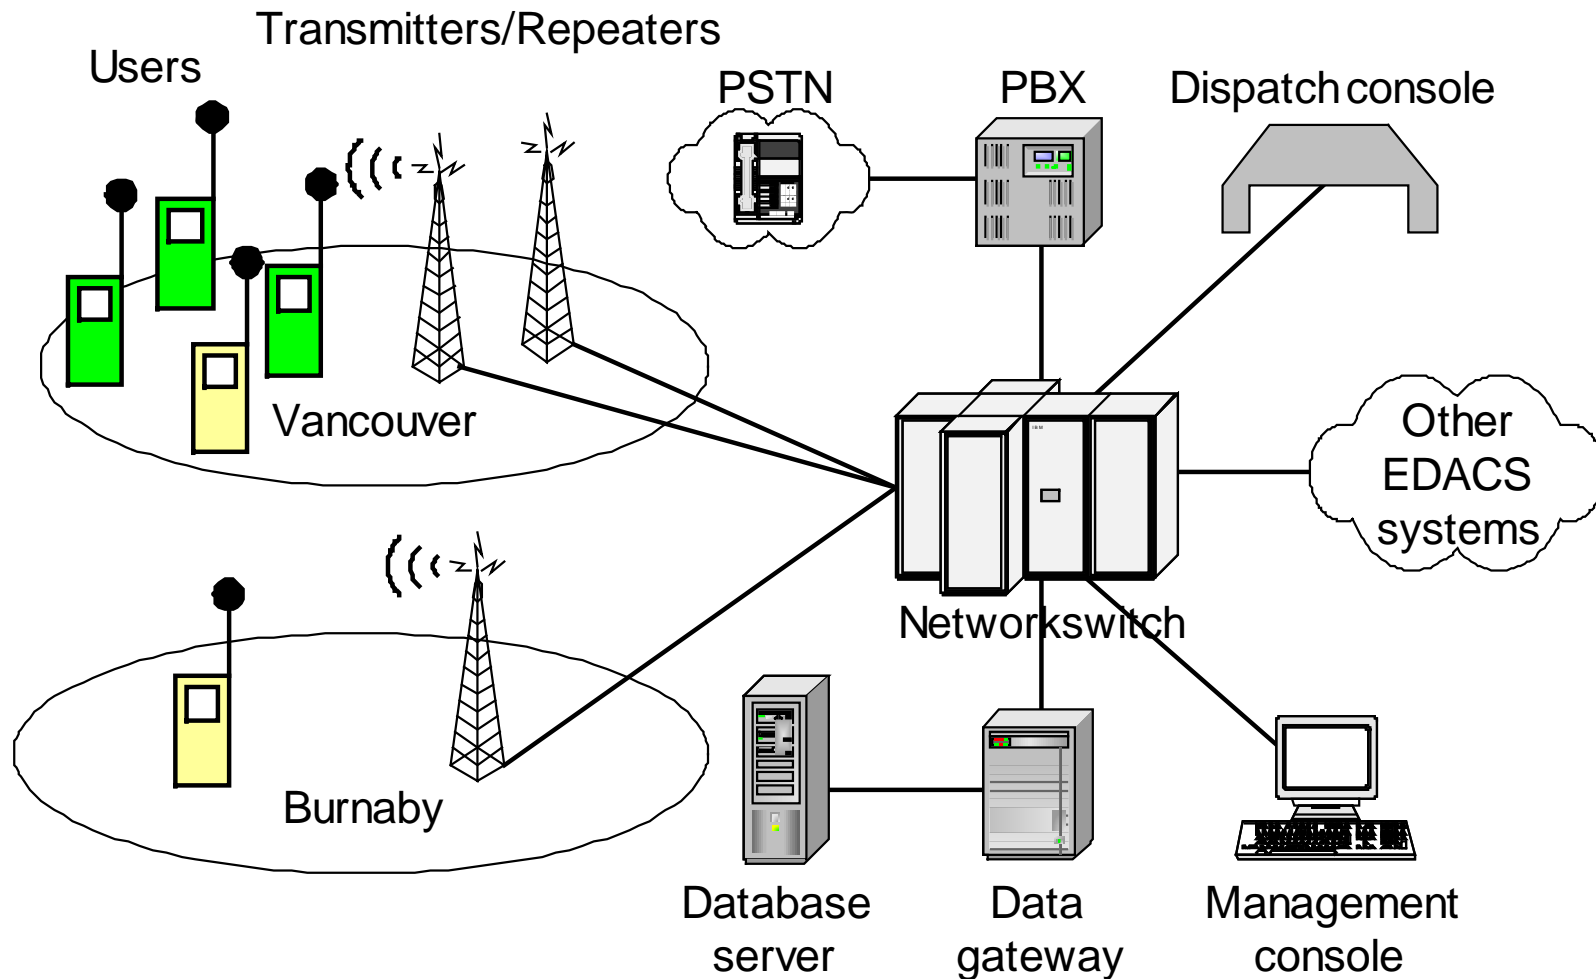 Transmitters/Repeaters
Users
PSTN
PBX
Dispatch console
Vancouver
Other
EDACS
systems
IBM
Networkswitch
Burnaby
Database
server
Data
gateway
Management
console